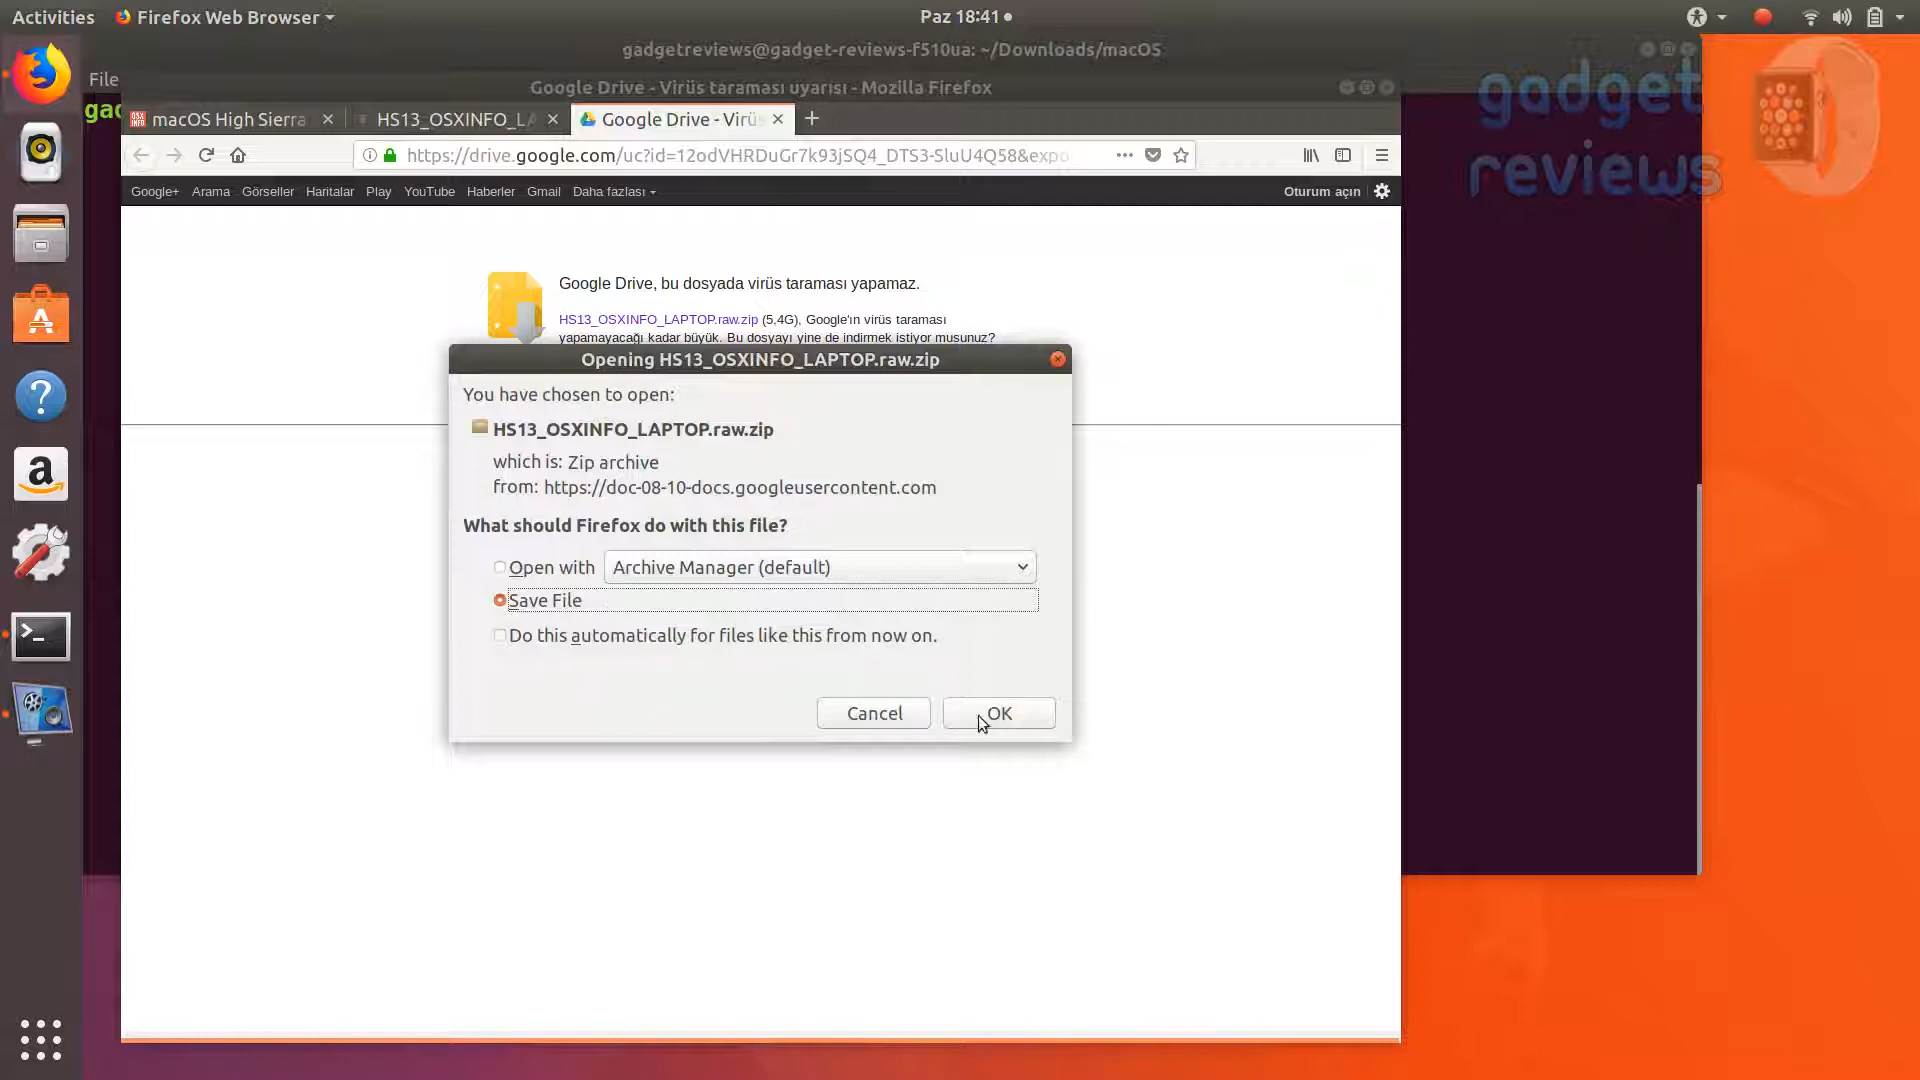 Activities
Firefox Web Browser
Paz 18:41
gadgetreviews@gadget-reviews-f510ua: ~/Downloads/macOS
File
Google Drive - Virüs taraması uyarısı - Mozilla Firefox
gadget
reviews
macOS High Sierra
HS13_OSXINFO_LA
Google Drive - Virüs
https://drive.google.com/uc?id=12odVHRDuGr7k93jSQ4_DTS3-SluU4Q58&expo
Google+ Arama Görseller Haritalar Play YouTube Haberler Gmail Daha fazlası
Oturum açın
Google Drive, bu dosyada virüs taraması yapamaz.
HS13_OSXINFO_LAPTOP.raw.zip (5,4G), Google'ın virüs taraması
yapamayacağı kadar büyük. Bu dosyayı yine de indirmek istiyor musunuz?
Opening HS13_OSXINFO_LAPTOP.raw.zip
You have chosen to open:
HS13_OSXINFO_LAPTOP.raw.zip
which is: Zip archive
from: https://doc-08-10-docs.googleusercontent.com
What should Firefox do with this file?
Open with Archive Manager (default)
Save File
Do this automatically for files like this from now on.
Cancel
OK